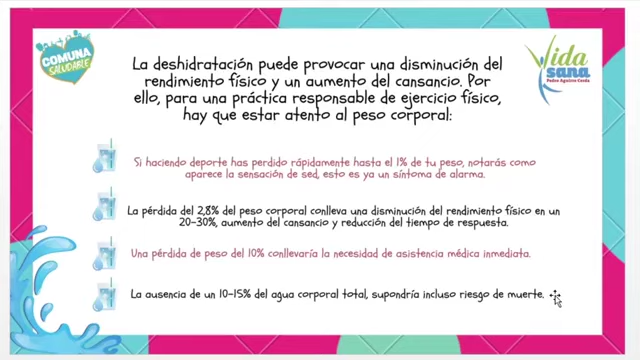 COMUNA
SALUDABLE
Vida
sana
Pedro Aguirre Cerda
La deshidratación puede provocar una disminución del
rendimiento físico y un aumento del cansancio. Por
ello, para una práctica responsable de ejercicio físico,
hay que estar atento al peso corporal:
Si haciendo deporte has perdido rápidamente hasta el 1% de tu peso, notarás como
aparece la sensación de sed, esto es ya un síntoma de alarma.
La pérdida del 2,8% del peso corporal conlleva una disminución del rendimiento físico en un
20-30%, aumento del cansancio y reducción del tiempo de respuesta.
Una pérdida de peso del 10% conllevaría la necesidad de asistencia médica inmediata.
La ausencia de un 10-15% del agua corporal total, supondría incluso riesgo de muerte.